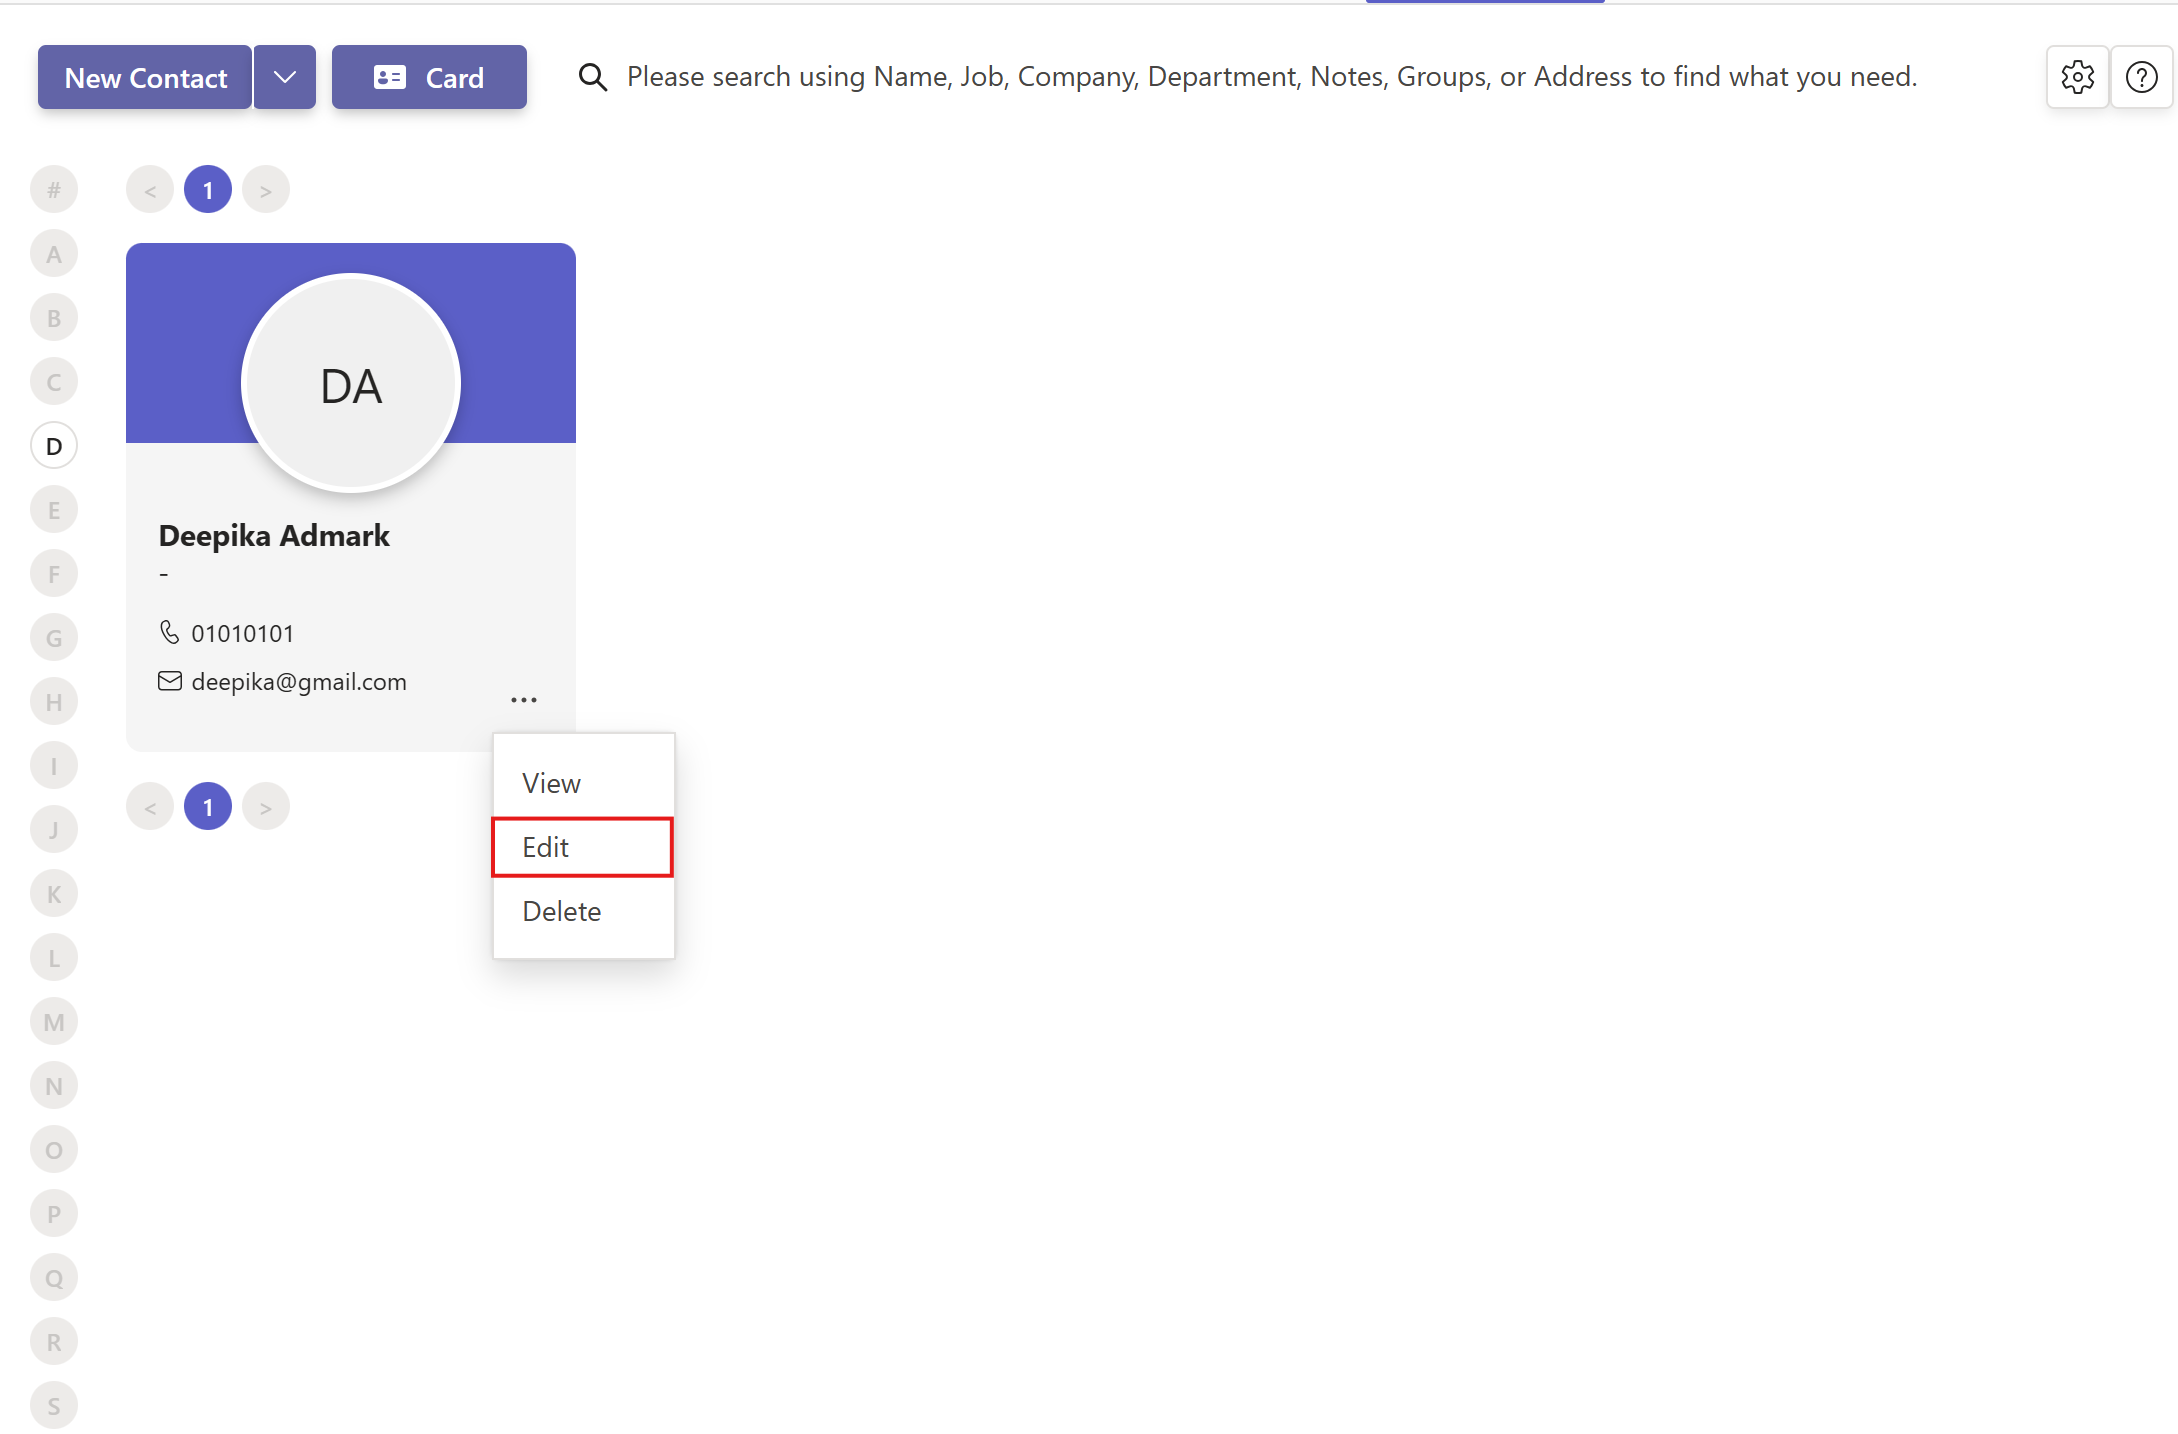 New Contact
Card
Please search using Name, Job, Company, Department, Notes, Groups, or Address to find what you need.
#
A
B
C
D
E
F
G
H
I
J
K
L
M
N
O
P
Q
R
S
< 1 >
DA
Deepika Admark
-
01010101
deepika@gmail.com
...
View
Edit
Delete
< 1 >